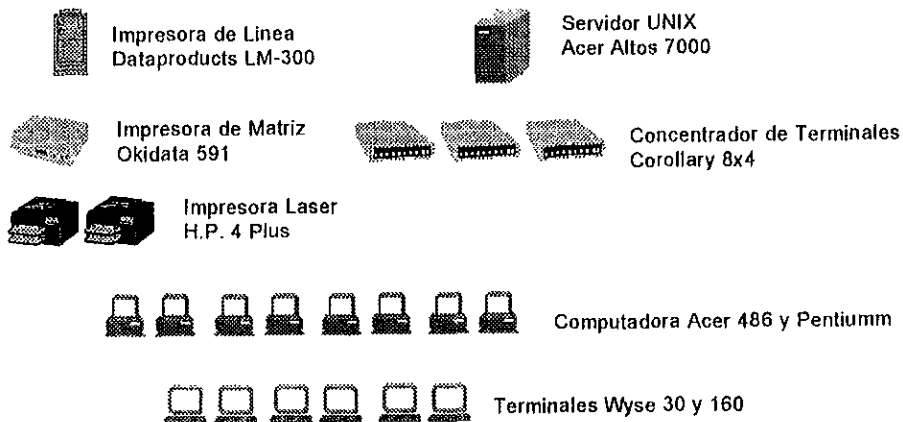 Impresora de Linea
Dataproducts LM-300
Servidor UNIX
Acer Altos 7000
Impresora de Matriz
Okidata 591
Concentrador de Terminales
Corollary 8x4
Impresora Laser
H.P. 4 Plus
Computadora Acer 486 y Pentiumm
Terminales Wyse 30 y 160